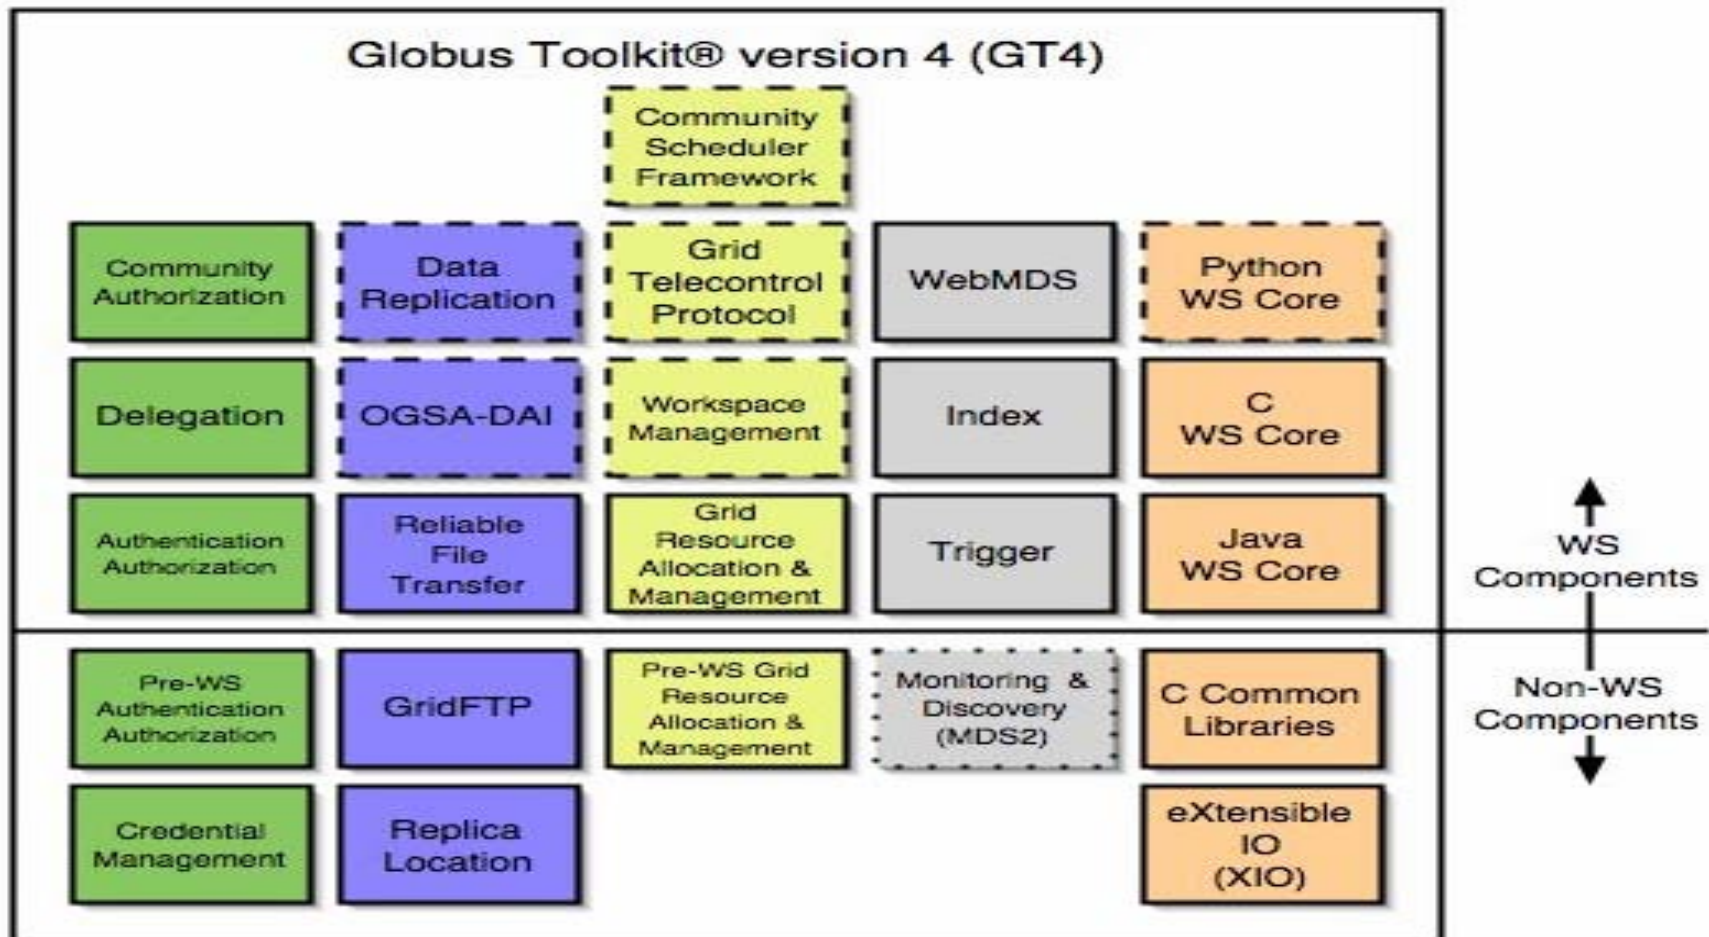 Globus Toolkit® version 4 (GT4)
Community
Scheduler
Framework
Community
Authorization
Data
Replication
Grid
Telecontrol
Protocol
WebMDS
Python
WS Core
Delegation
OGSA-DAI
Workspace
Management
Index
C
WS Core
Authentication
Authorization
Reliable
File
Transfer
Grid
Resource
Allocation &
Management
Trigger
Java
WS Core
WS
Components
Pre-WS
Authentication
Authorization
GridFTP
Pre-WS Grid
Resource
Allocation &
Management
Monitoring &
Discovery
(MDS2)
C Common
Libraries
Non-WS
Components
Credential
Management
Replica
Location
eXtensible
IO
(XIO)